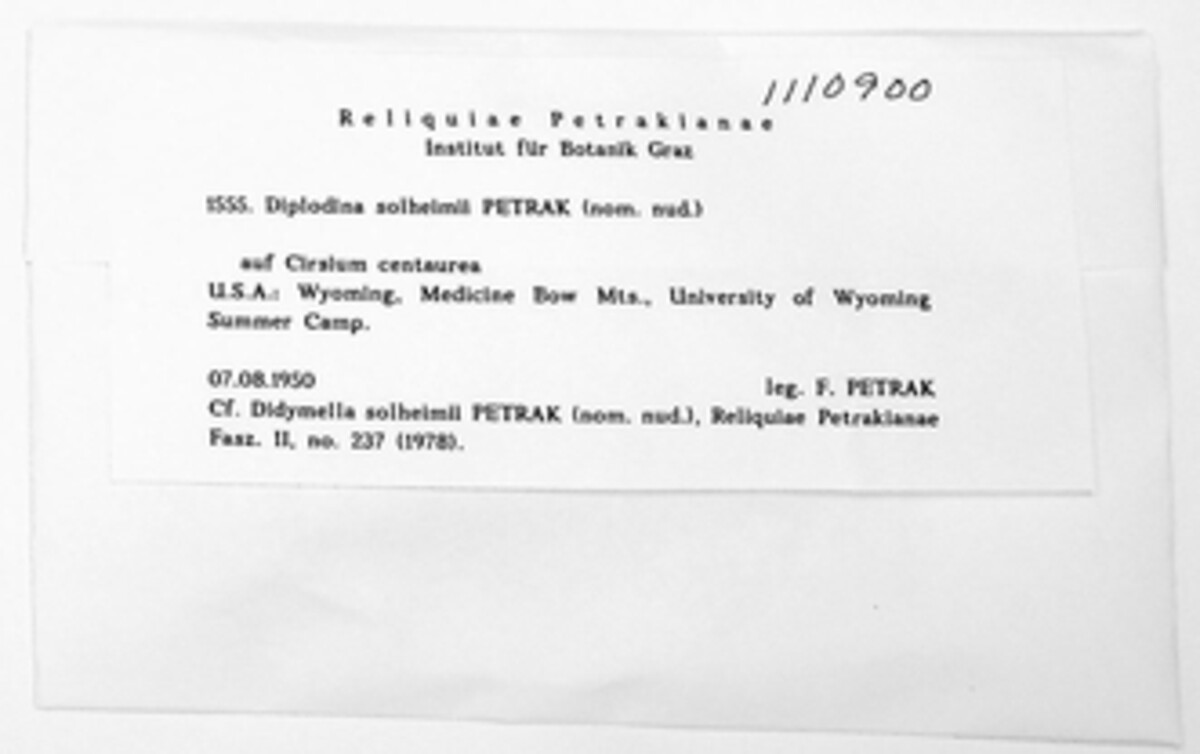 1110900
Reliquiae Petrakianae
Institut für Botanik Graz
1555. Diplodina solheimii PETRAK (nom. nud.)
auf Cirsium centaurea
U.S.A.: Wyoming, Medicine Bow Mts., University of Wyoming
Summer Camp.
07.08.1950 leg. F. PETRAK
Cf. Didymella solheimii PETRAK (nom. nud.), Reliquiae Petrakianae
Fasz. II, no. 237 (1978).